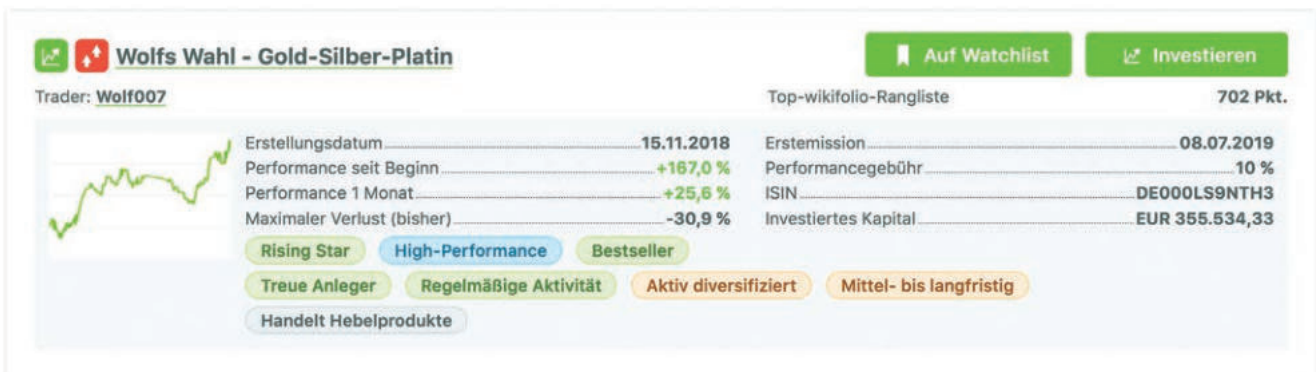 Wolfs Wahl - Gold-Silber-Platin
Auf Watchlist
Investieren
Trader: Wolf007
Top-wikifolio-Rangliste 702 Pkt.
Erstellungsdatum 15.11.2018
Performance seit Beginn +167,0 %
Performance 1 Monat +25,6 %
Maximaler Verlust (bisher) -30,9 %
Erstemission 08.07.2019
Performancegebühr 10 %
ISIN DE000LS9NTH3
Investiertes Kapital EUR 355.534,33
Rising Star High-Performance Bestseller
Treue Anleger Regelmäßige Aktivität Aktiv diversifiziert Mittel- bis langfristig
Handelt Hebelprodukte